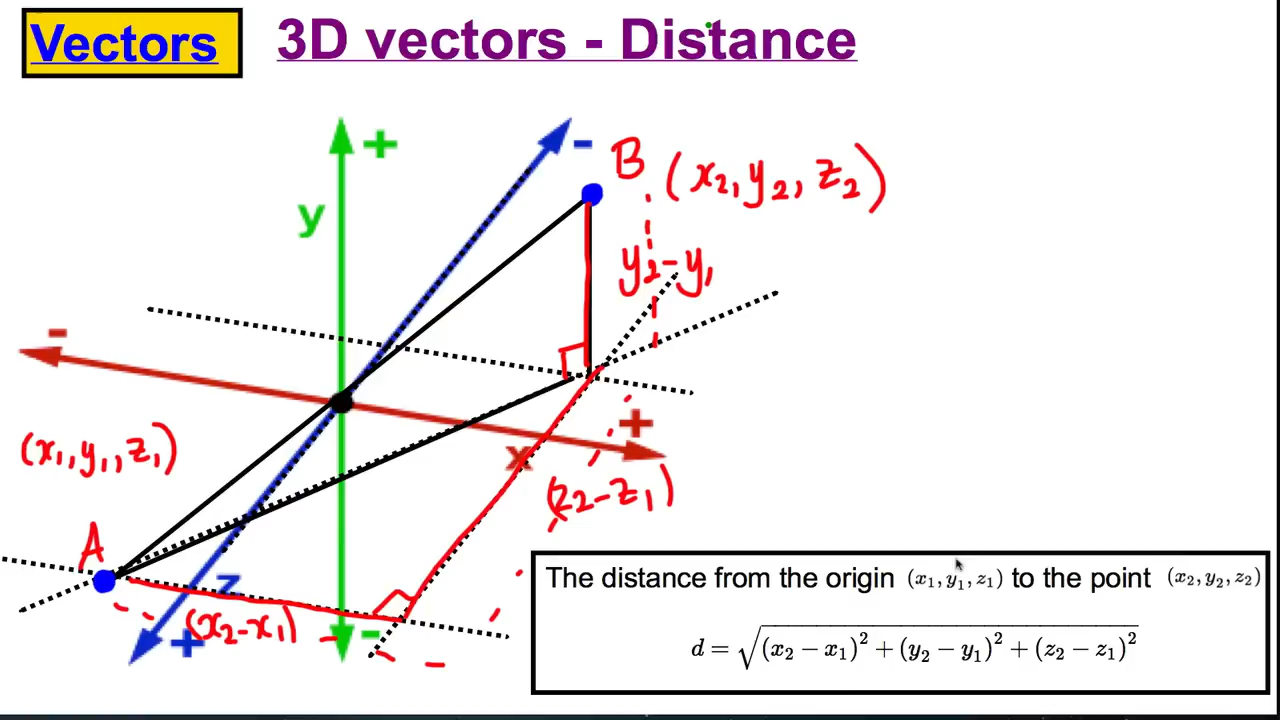 Vectors
3D vectors - Distance
+
-
B (x₂, y₂, z₂)
y
y₂-y₁
-
+
x
(x₁, y₁, z₁)
(z₂-z₁)
A
z
(x₂-x₁)
+
-
The distance from the origin (x₁, y₁, z₁) to the point (x₂, y₂, z₂)
d = √(x₂ − x₁)² + (y₂ − y₁)² + (z₂ − z₁)²